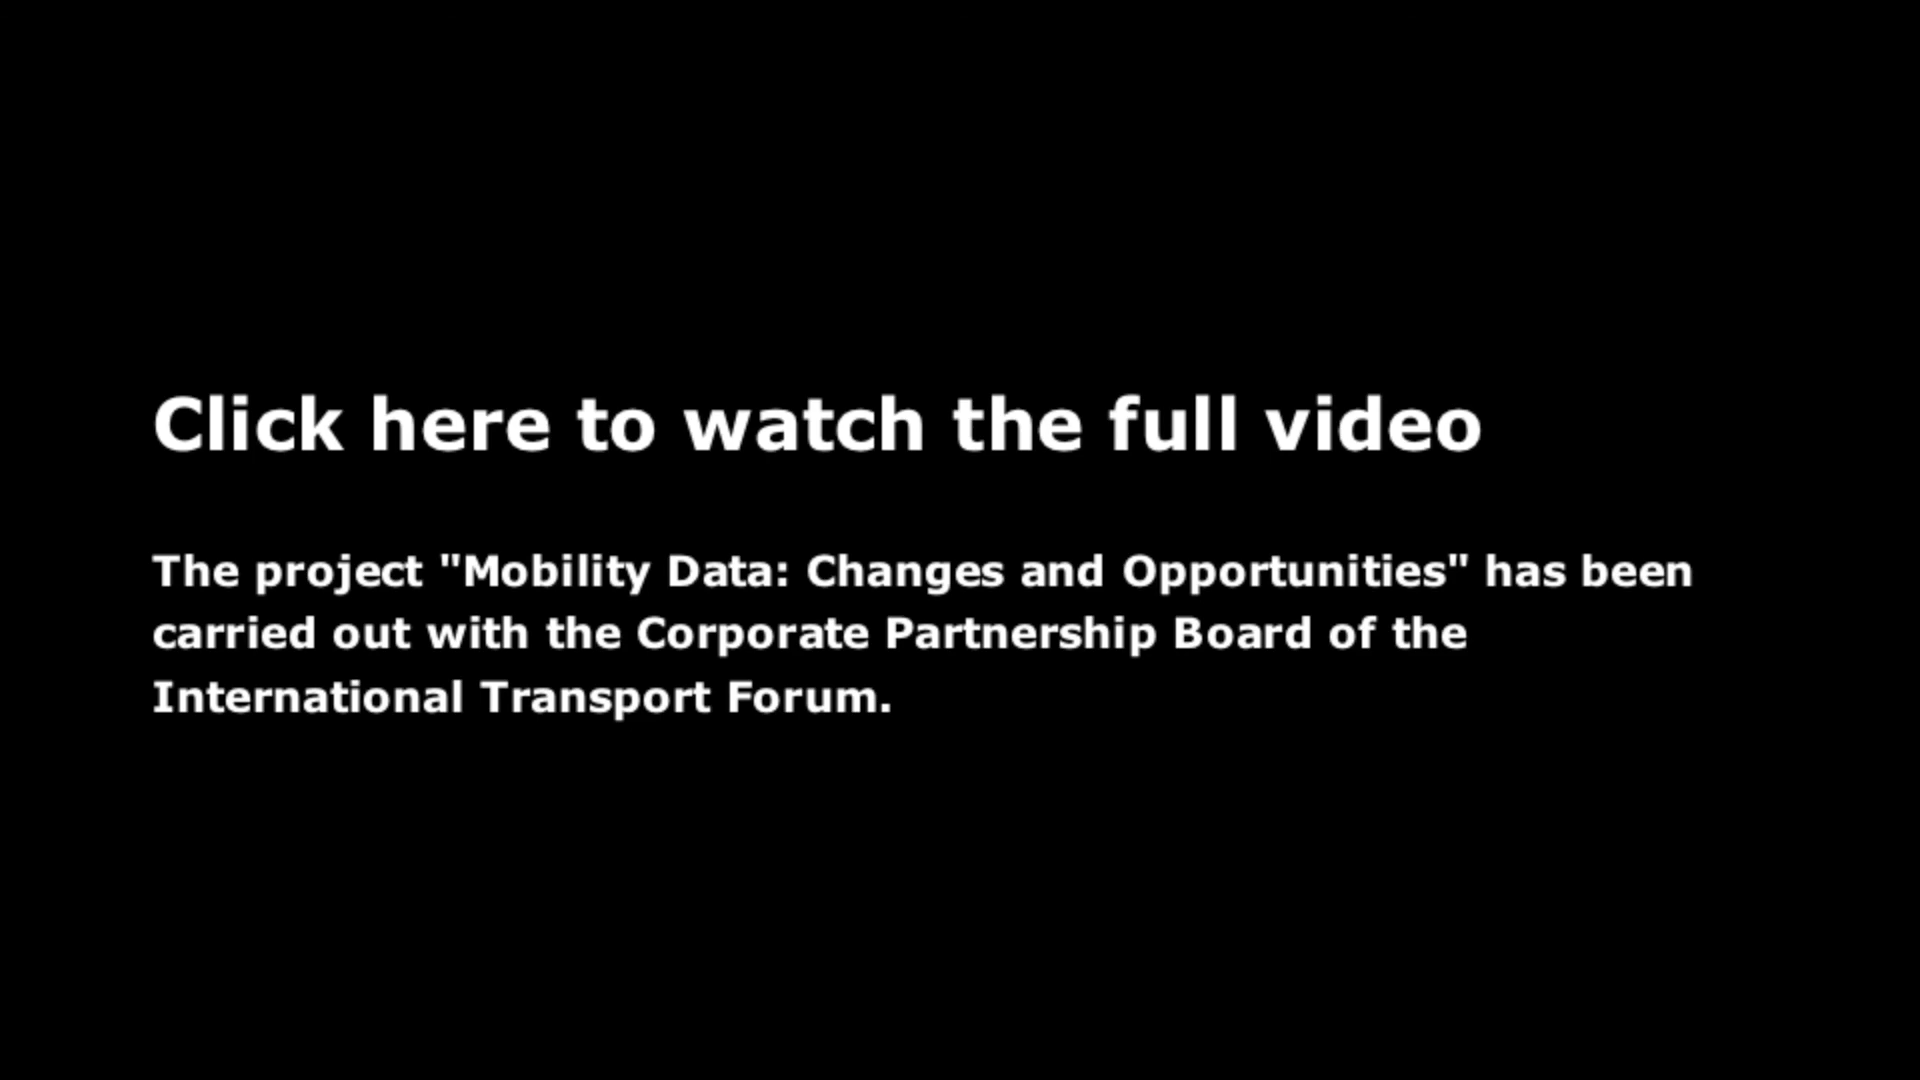 Click here to watch the full video
The project "Mobility Data: Changes and Opportunities" has been
carried out with the Corporate Partnership Board of the
International Transport Forum.